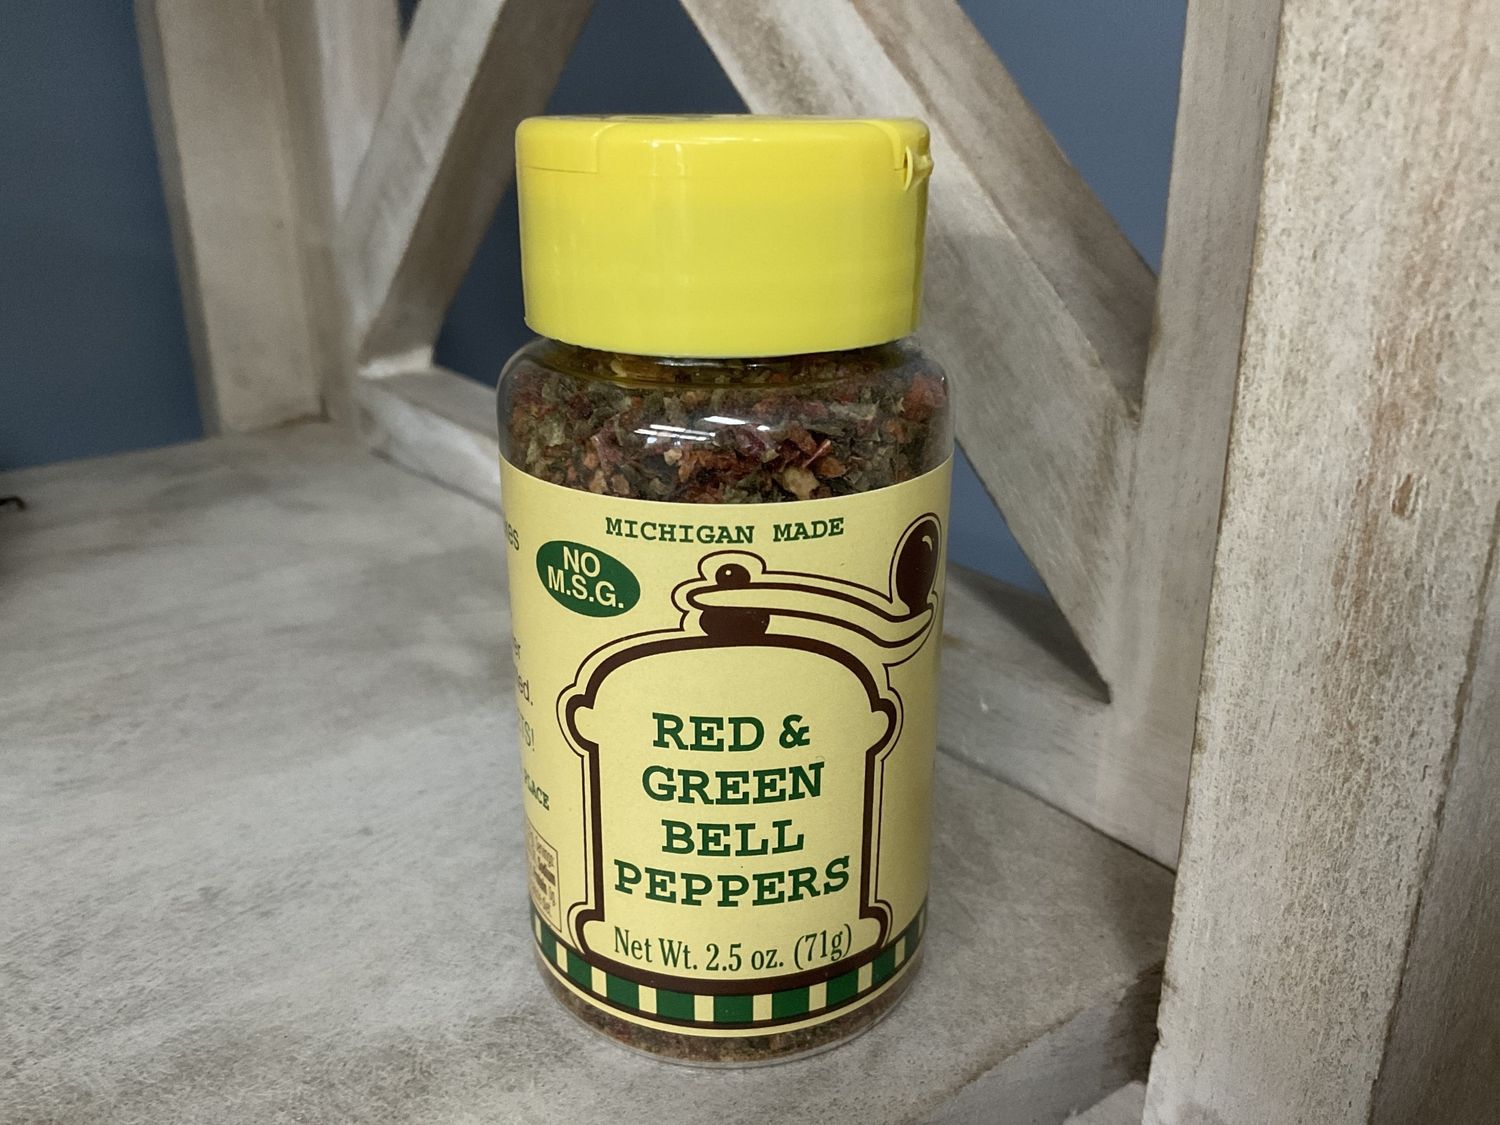 MICHIGAN MADE
NO
M.S.G.
RED &
GREEN
BELL
PEPPERS
Net Wt. 2.5 oz. (71g)